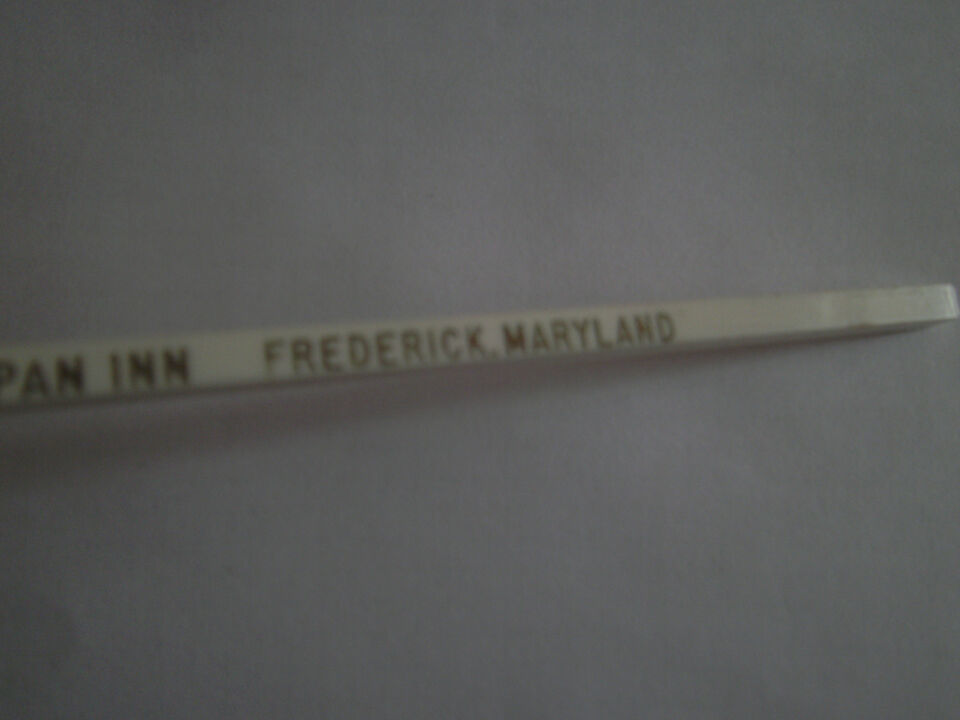 PAN INN FREDERICK, MARYLAND